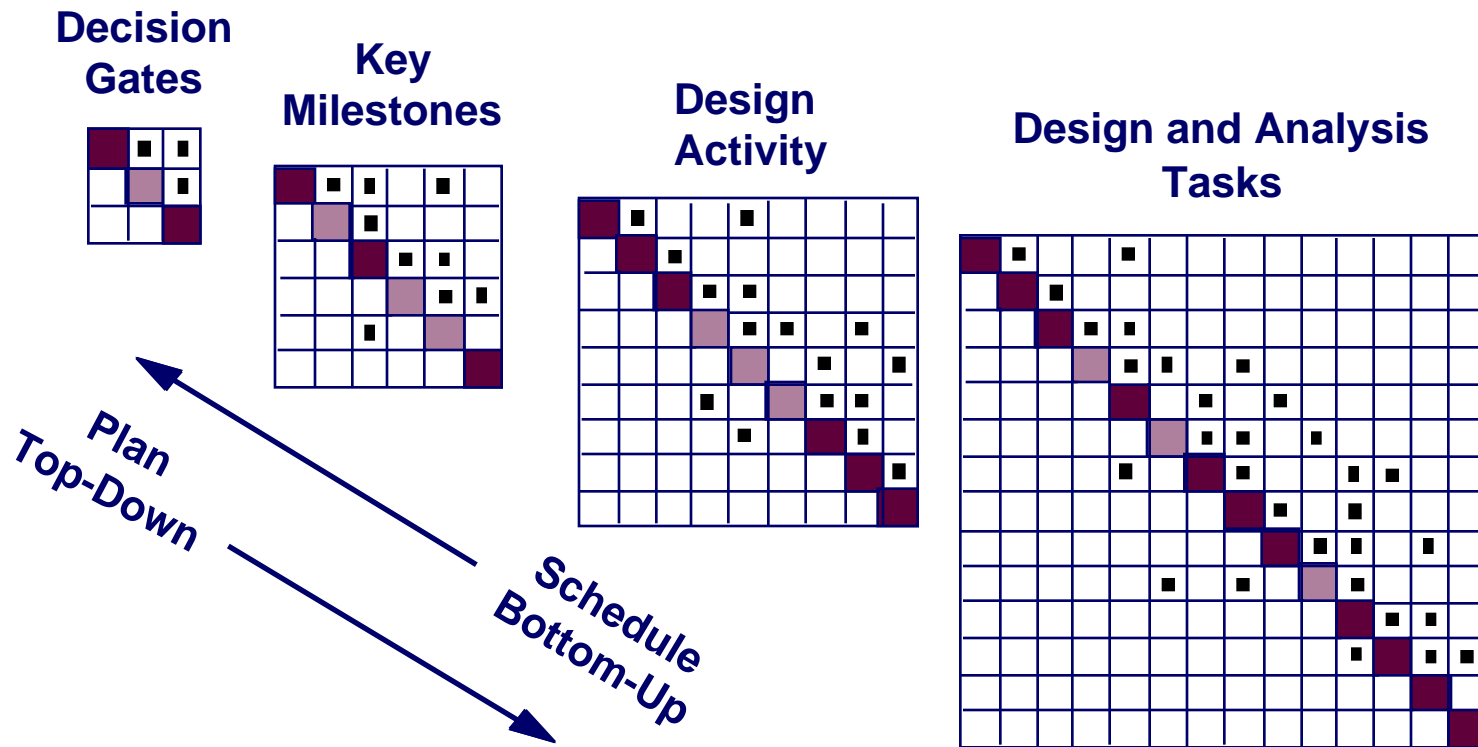 Decision
Gates
Key
Milestones
Design
Activity
Design and Analysis
Tasks
Plan
Top-Down
Schedule
Bottom-Up